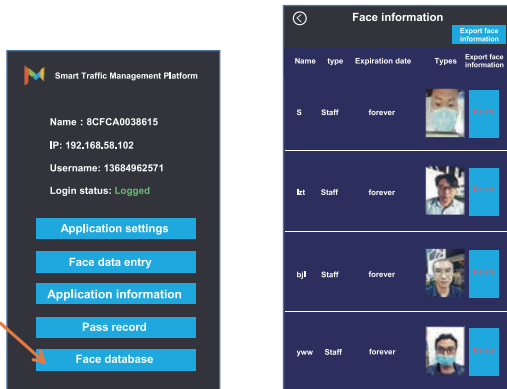 Smart Traffic Management Platform
Name : 8CFCA0038615
IP: 192.168.58.102
Username: 13684962571
Login status: Logged
Application settings
Face data entry
Application information
Pass record
Face database
Face information
Export face
information
Name type Expiration date Types Export face
information
S Staff forever
lzt Staff forever
bjl Staff forever
yww Staff forever